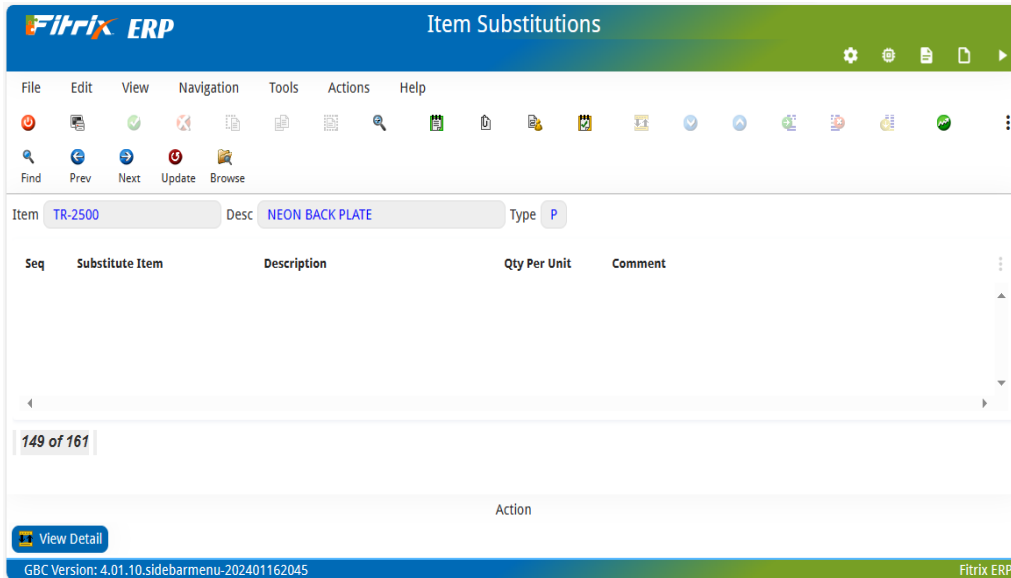 Fitrix ERP
Item Substitutions
File Edit View Navigation Tools Actions Help
Find Prev Next Update Browse
Item TR-2500 Desc NEON BACK PLATE Type P
Seq Substitute Item Description Qty Per Unit Comment
149 of 161
Action
View Detail
GBC Version: 4.01.10.sidebarmenu-202401162045 Fitrix ERP